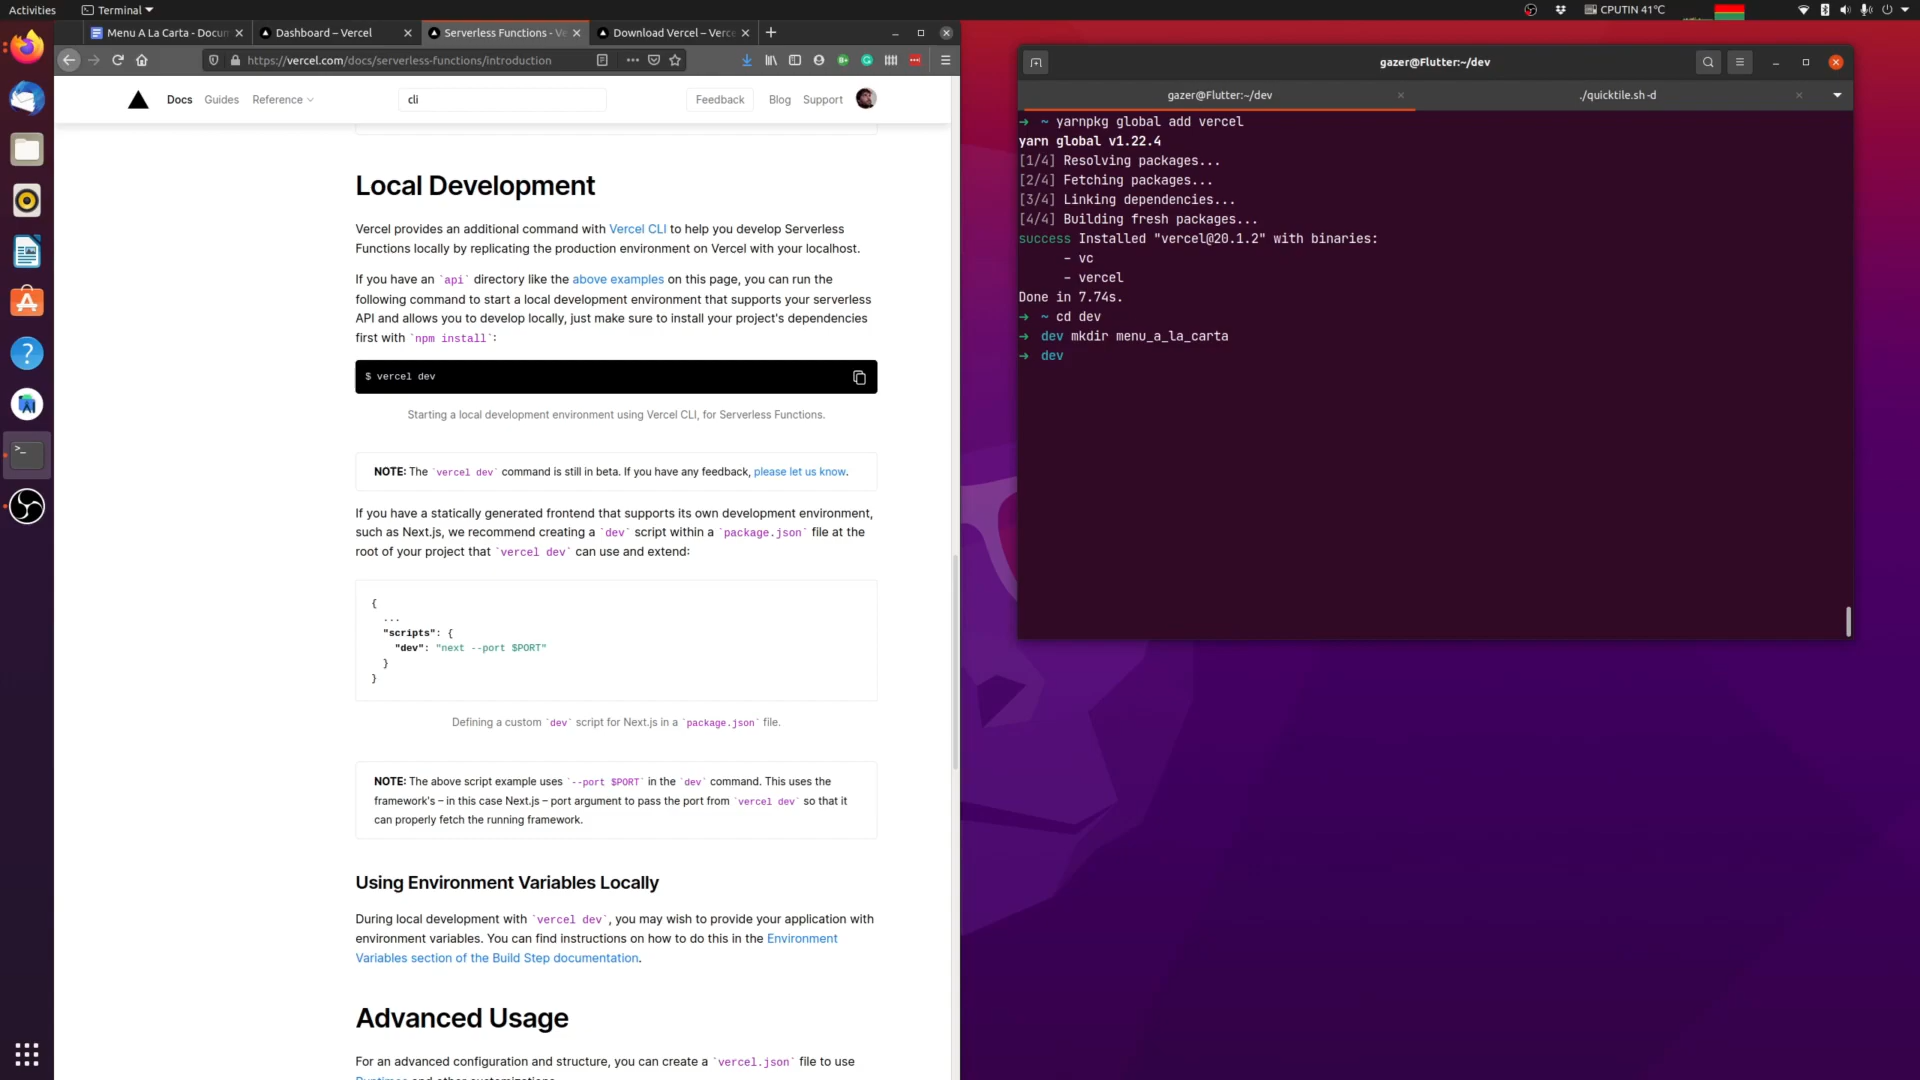 Activities
Terminal
CPUTIN 41°C
Menu A La Carta - Docum
Dashboard – Vercel
Serverless Functions - Ve
Download Vercel – Verce
https://vercel.com/docs/serverless-functions/introduction
Docs
Guides
Reference
cli
Feedback
Blog
Support
Local Development
Vercel provides an additional command with Vercel CLI to help you develop Serverless
Functions locally by replicating the production environment on Vercel with your localhost.
If you have an `api` directory like the above examples on this page, you can run the
following command to start a local development environment that supports your serverless
API and allows you to develop locally, just make sure to install your project's dependencies
first with `npm install`:
$ vercel dev
Starting a local development environment using Vercel CLI, for Serverless Functions.
NOTE: The `vercel dev` command is still in beta. If you have any feedback, please let us know.
If you have a statically generated frontend that supports its own development environment,
such as Next.js, we recommend creating a `dev` script within a `package.json` file at the
root of your project that `vercel dev` can use and extend:
{
...
"scripts": {
"dev": "next --port $PORT"
}
}
Defining a custom `dev` script for Next.js in a `package.json` file.
NOTE: The above script example uses `--port $PORT` in the `dev` command. This uses the
framework's – in this case Next.js – port argument to pass the port from `vercel dev` so that it
can properly fetch the running framework.
Using Environment Variables Locally
During local development with `vercel dev`, you may wish to provide your application with
environment variables. You can find instructions on how to do this in the Environment
Variables section of the Build Step documentation.
Advanced Usage
For an advanced configuration and structure, you can create a `vercel.json` file to use
Runtimes and other customizations.
gazer@Flutter:~/dev
gazer@Flutter:~/dev
./quicktile.sh -d
➜ ~ yarnpkg global add vercel
yarn global v1.22.4
[1/4] Resolving packages...
[2/4] Fetching packages...
[3/4] Linking dependencies...
[4/4] Building fresh packages...
success Installed "vercel@20.1.2" with binaries:
- vc
- vercel
Done in 7.74s.
➜ ~ cd dev
➜ dev mkdir menu_a_la_carta
➜ dev